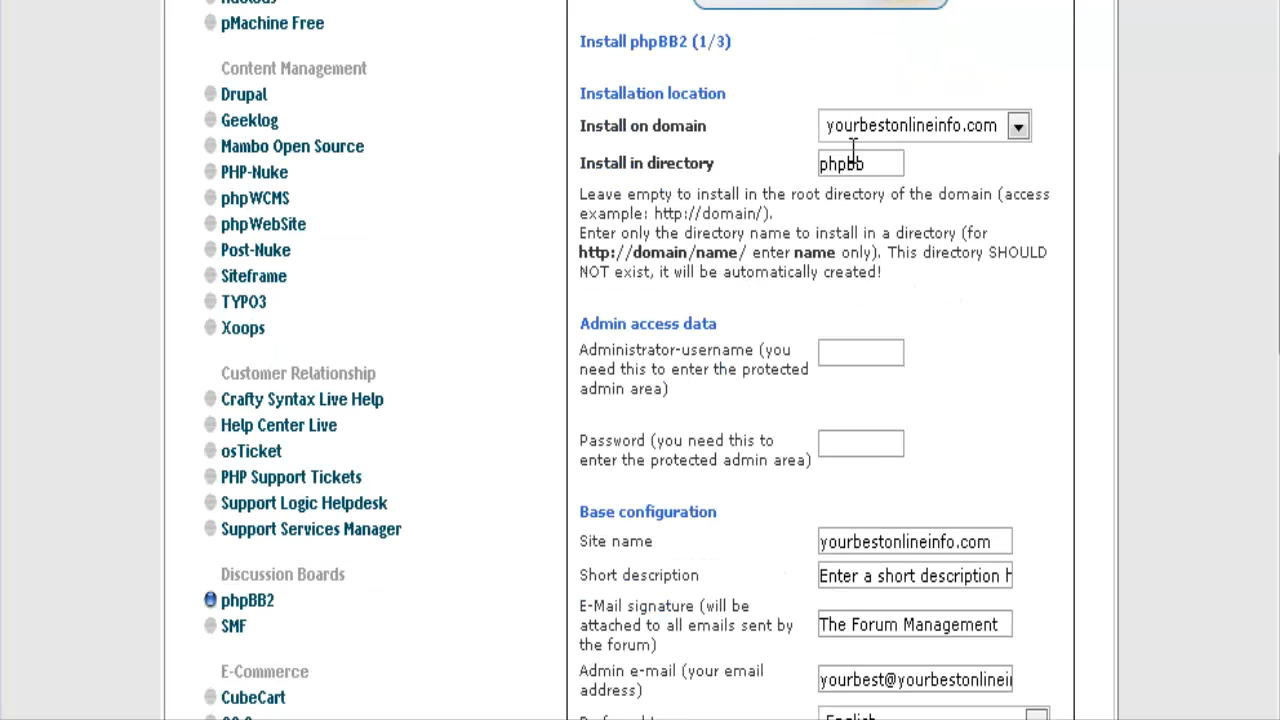 pMachine Free
Content Management
Drupal
Geeklog
Mambo Open Source
PHP-Nuke
phpWCMS
phpWebSite
Post-Nuke
Siteframe
TYPO3
Xoops
Customer Relationship
Crafty Syntax Live Help
Help Center Live
osTicket
PHP Support Tickets
Support Logic Helpdesk
Support Services Manager
Discussion Boards
phpBB2
SMF
E-Commerce
CubeCart
Install phpBB2 (1/3)
Installation location
Install on domain
yourbestonlineinfo.com
Install in directory
phpbb
Leave empty to install in the root directory of the domain (access
example: http://domain/).
Enter only the directory name to install in a directory (for
http://domain/name/ enter name only). This directory SHOULD
NOT exist, it will be automatically created!
Admin access data
Administrator-username (you
need this to enter the protected
admin area)
Password (you need this to
enter the protected admin area)
Base configuration
Site name
yourbestonlineinfo.com
Short description
Enter a short description h
E-Mail signature (will be
attached to all emails sent by
the forum)
The Forum Management
Admin e-mail (your email
address)
yourbest@yourbestonlinei
English